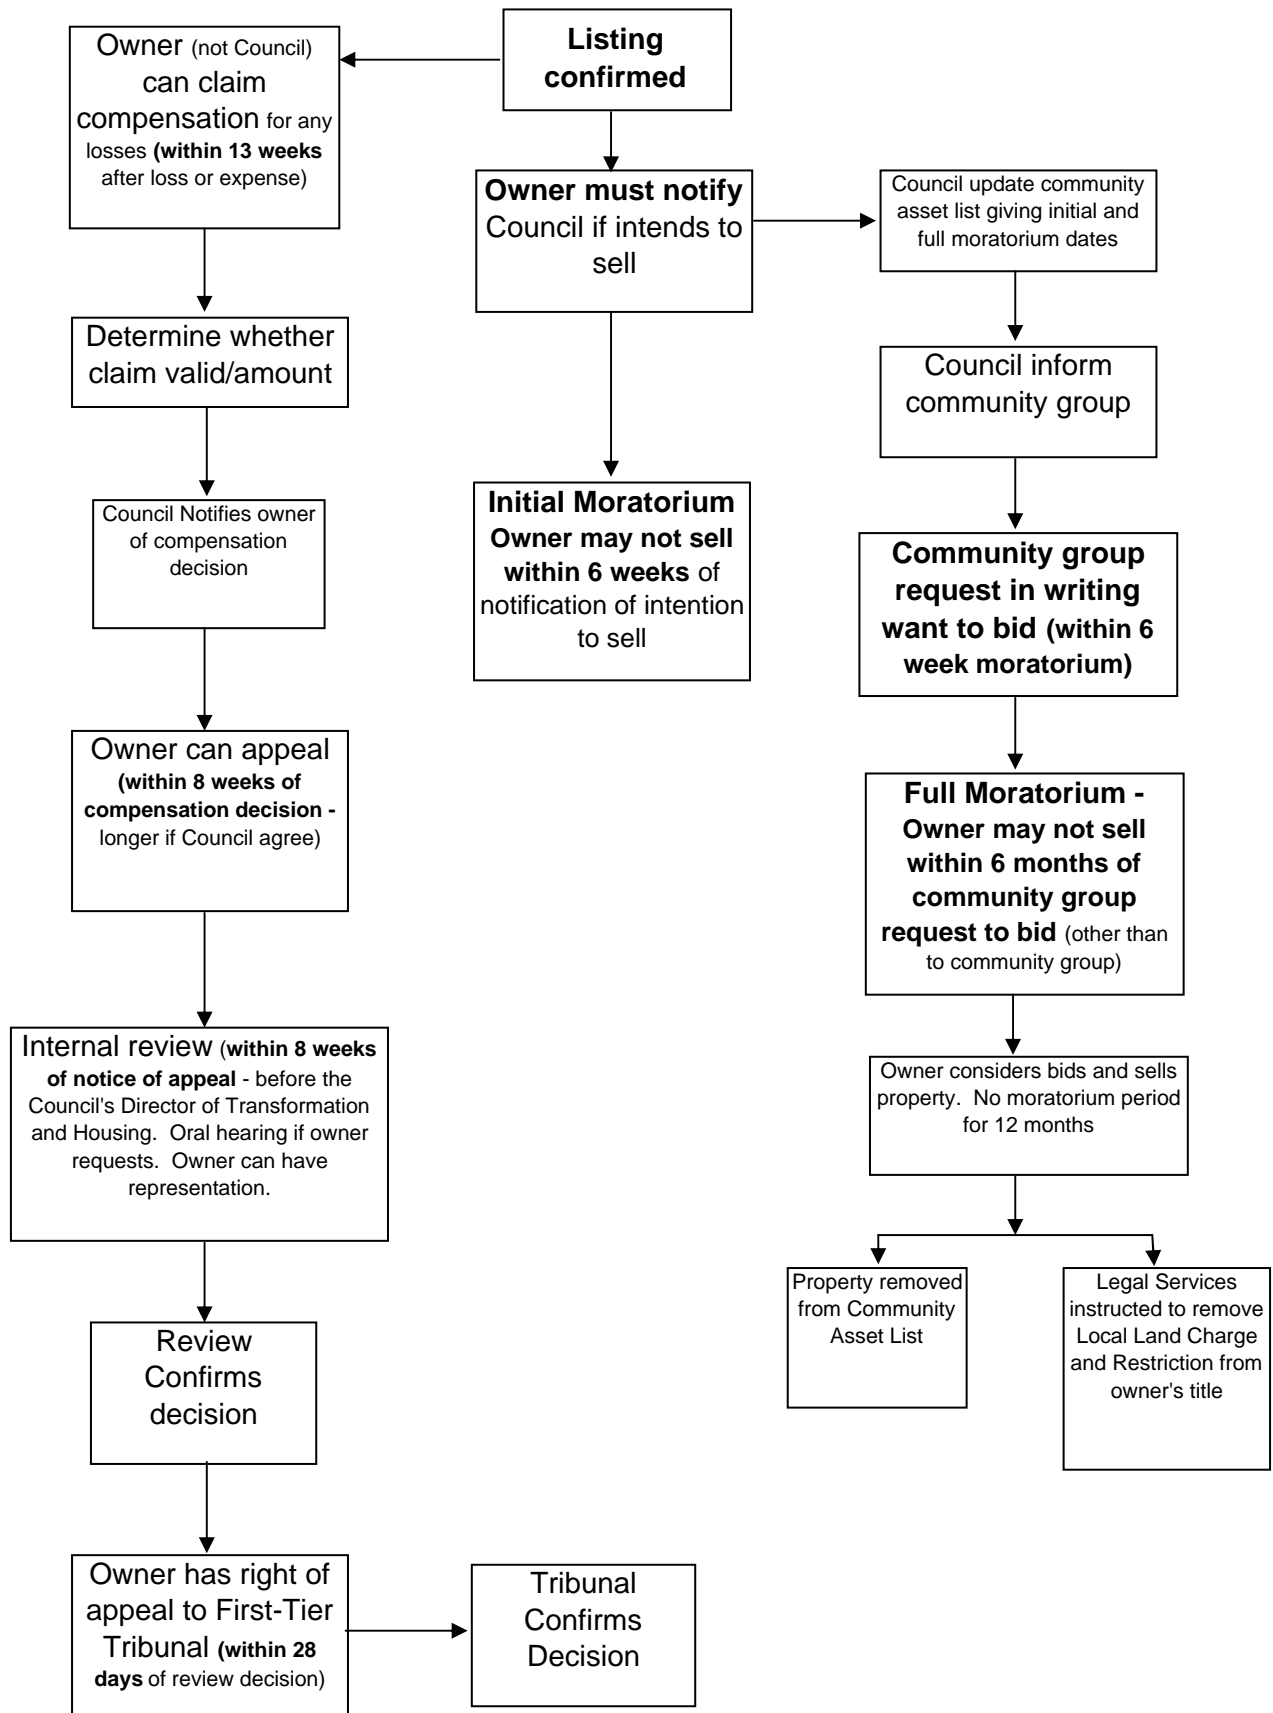 Listing
confirmed
Owner (not Council)
can claim
compensation for any
losses (within 13 weeks
after loss or expense)
Owner must notify
Council if intends to
sell
Council update community
asset list giving initial and
full moratorium dates
Determine whether
claim valid/amount
Council inform
community group
Council Notifies owner
of compensation
decision
Initial Moratorium
Owner may not sell
within 6 weeks of
notification of intention
to sell
Community group
request in writing
want to bid (within 6
week moratorium)
Owner can appeal
(within 8 weeks of
compensation decision -
longer if Council agree)
Full Moratorium -
Owner may not sell
within 6 months of
community group
request to bid (other than
to community group)
Internal review (within 8 weeks
of notice of appeal - before the
Council's Director of Transformation
and Housing.  Oral hearing if owner
requests.  Owner can have
representation.
Owner considers bids and sells
property.  No moratorium period
for 12 months
Property removed
from Community
Asset List
Legal Services
instructed to remove
Local Land Charge
and Restriction from
owner's title
Review
Confirms
decision
Owner has right of
appeal to First-Tier
Tribunal (within 28
days of review decision)
Tribunal
Confirms
Decision